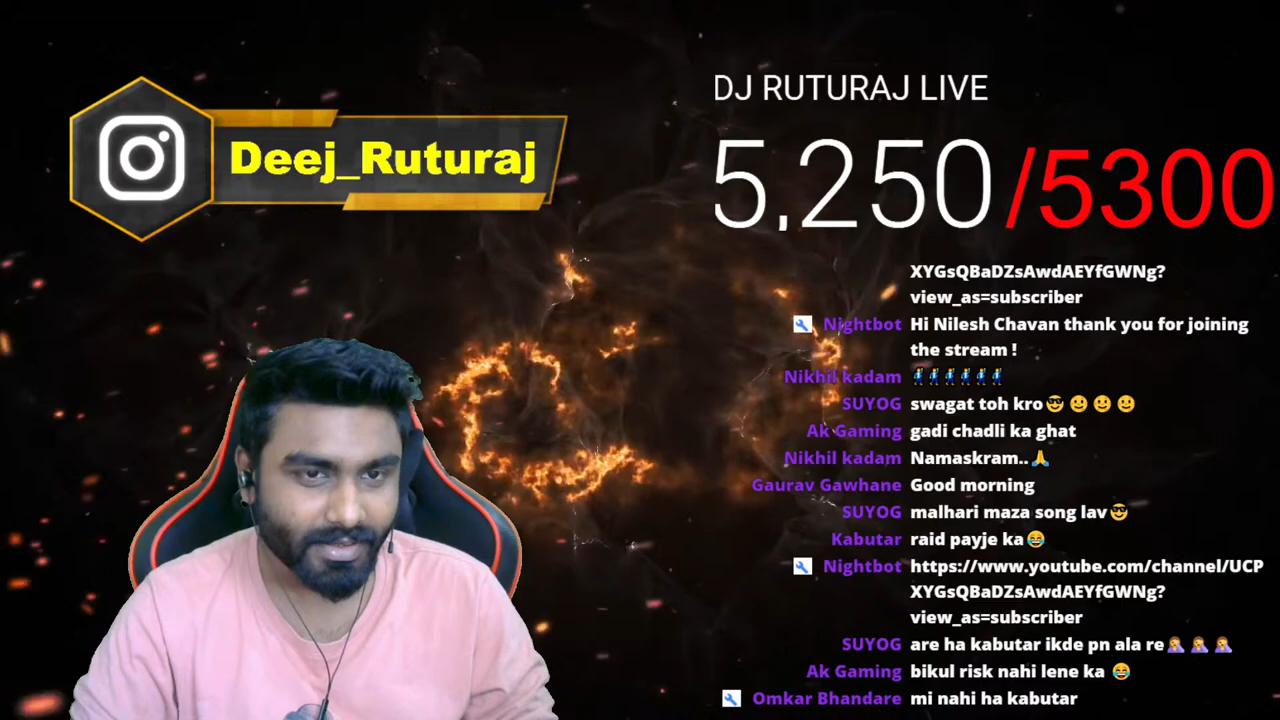 Deej_Ruturaj
DJ RUTURAJ LIVE
5,250/5300
XYGsQBaDZsAwdAEYfGWNg?
view_as=subscriber
Nightbot Hi Nilesh Chavan thank you for joining
the stream !
Nikhil kadam
SUYOG swagat toh kro😎🙂🙂🙂
Ak Gaming gadi chadli ka ghat
Nikhil kadam Namaskram..🙏
Gaurav Gawhane Good morning
SUYOG malhari maza song lav😎
Kabutar raid payje ka😂
Nightbot https://www.youtube.com/channel/UCP
XYGsQBaDZsAwdAEYfGWNg?
view_as=subscriber
SUYOG are ha kabutar ikde pn ala re🤦🤦🤦
Ak Gaming bikul risk nahi lene ka 😂
Omkar Bhandare mi nahi ha kabutar